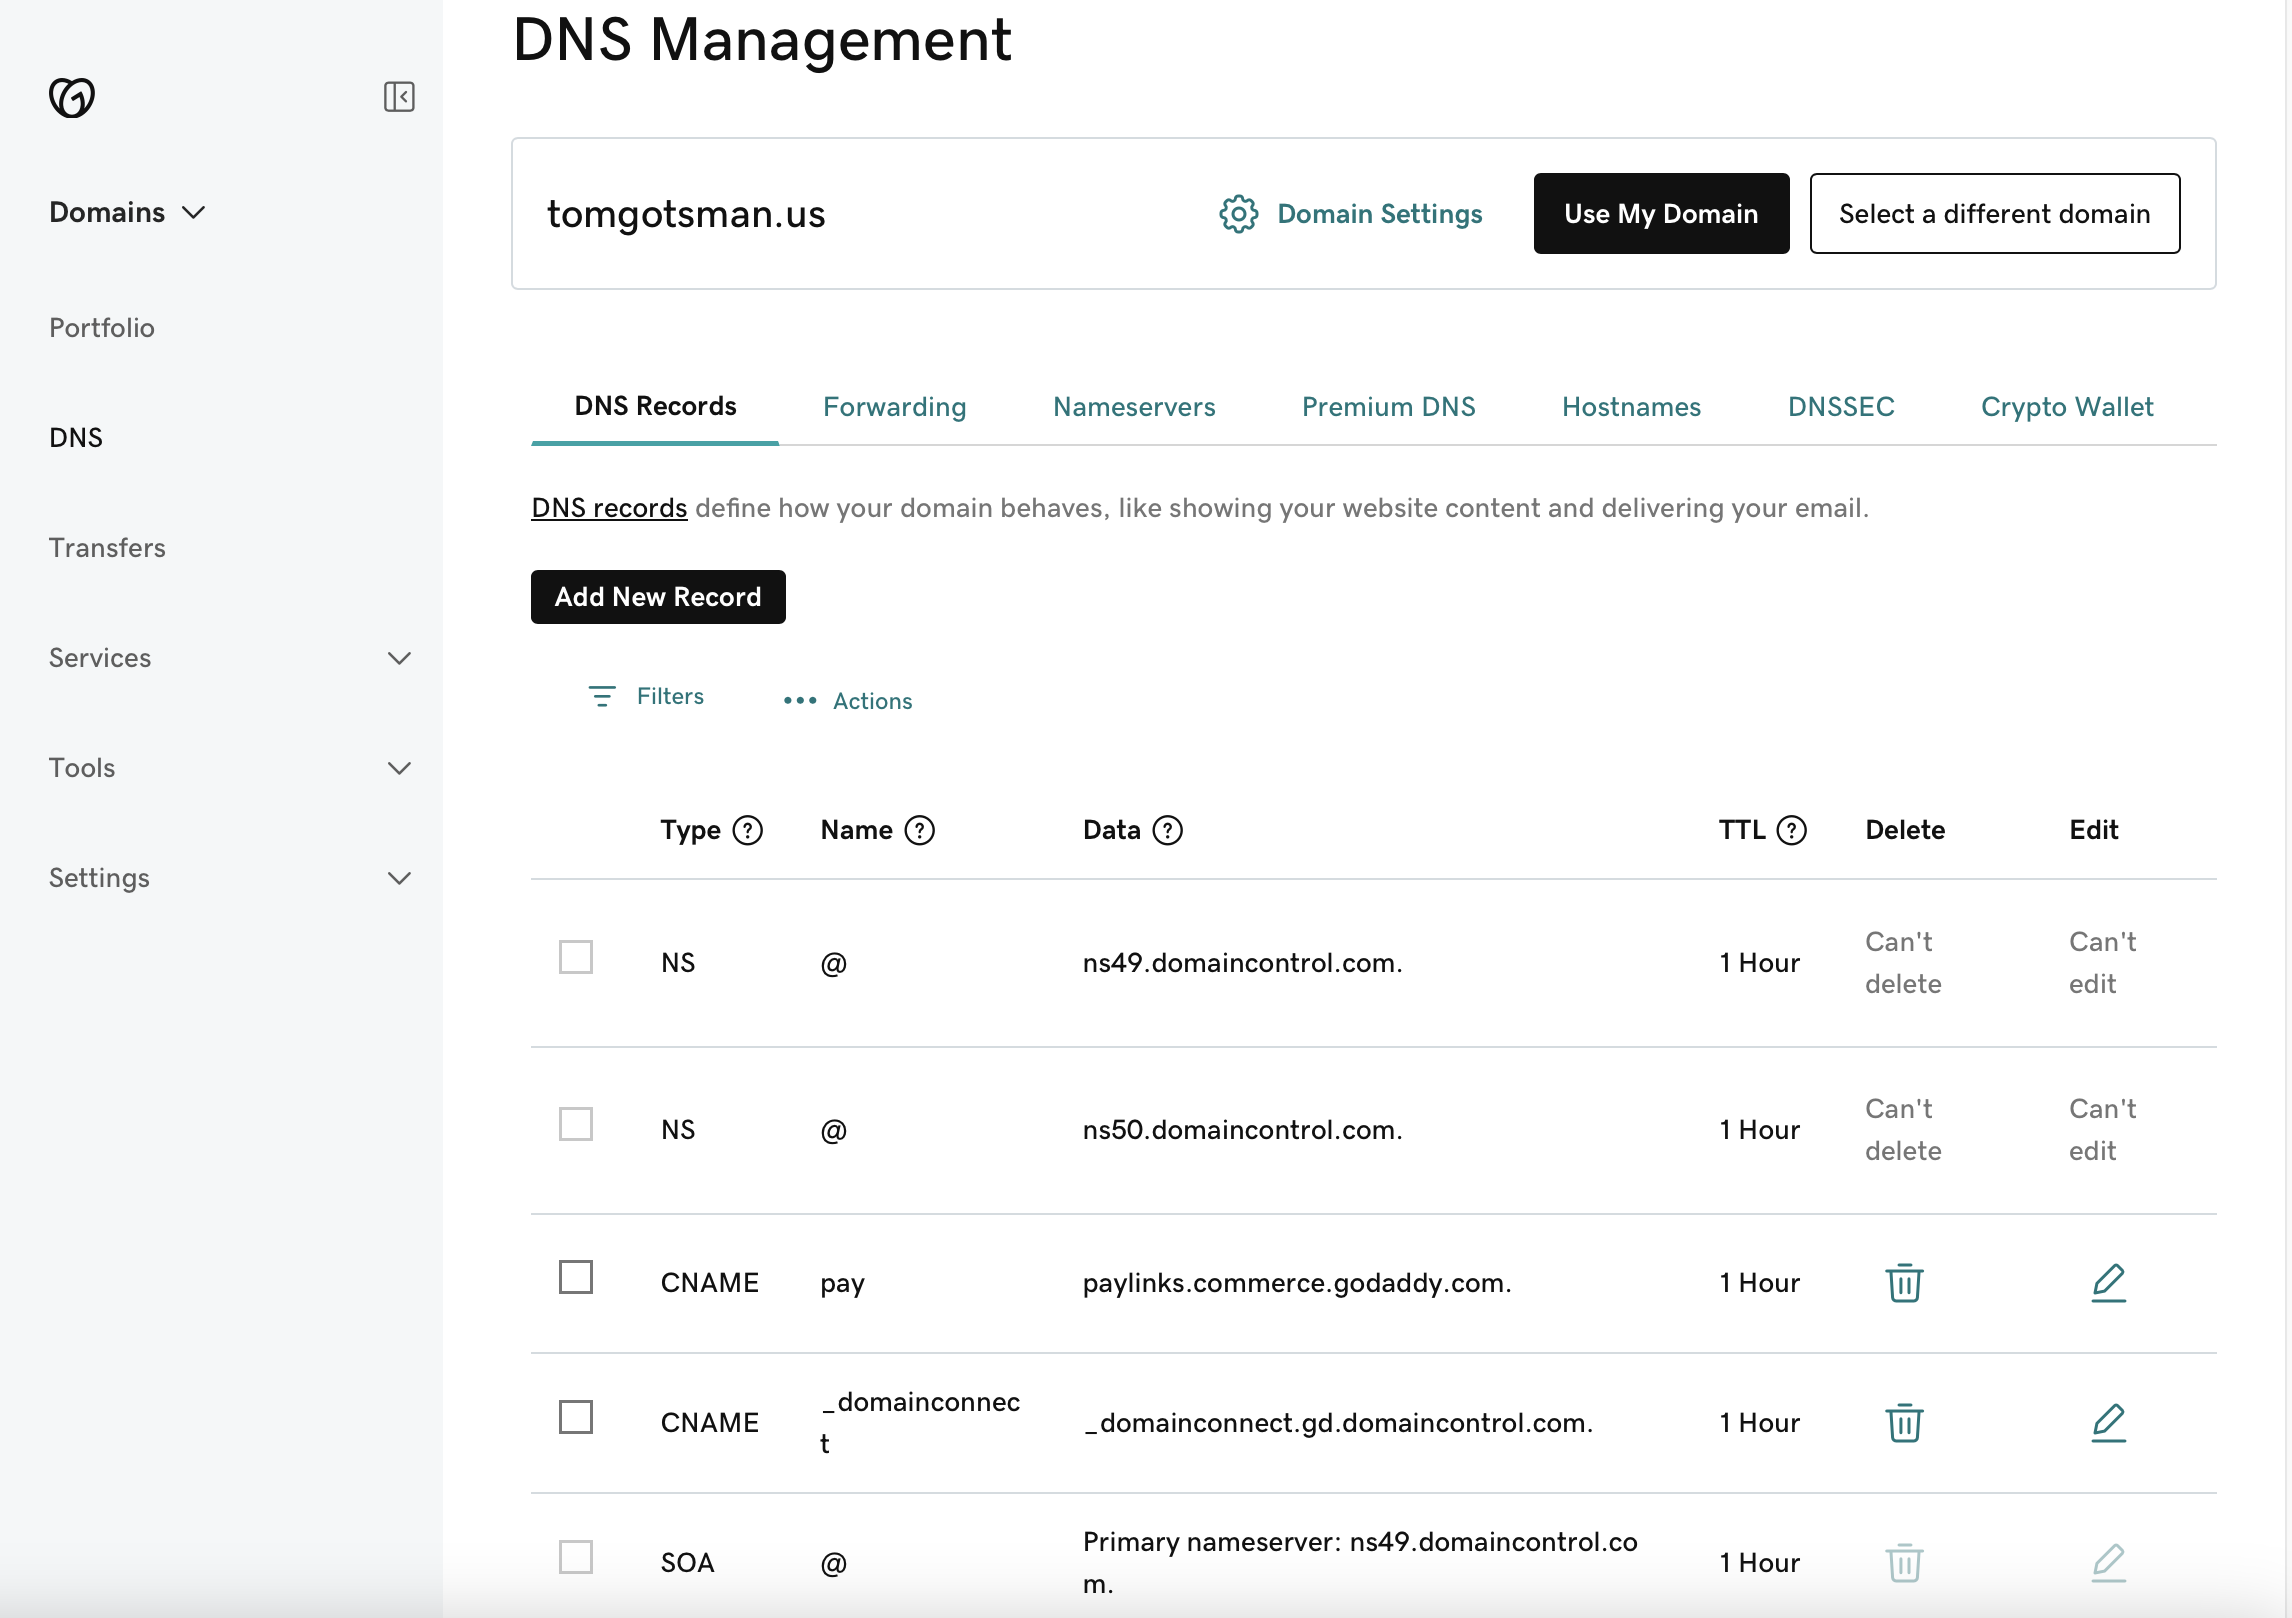 DNS Management
Domains
Portfolio
DNS
Transfers
Services
Tools
Settings
tomgotsman.us
Domain Settings
Use My Domain
Select a different domain
DNS Records
Forwarding
Nameservers
Premium DNS
Hostnames
DNSSEC
Crypto Wallet
DNS records define how your domain behaves, like showing your website content and delivering your email.
Add New Record
Filters
Actions
Type ? Name ? Data ? TTL ? Delete Edit
NS @ ns49.domaincontrol.com. 1 Hour Can't Can't
delete edit
NS @ ns50.domaincontrol.com. 1 Hour Can't Can't
delete edit
CNAME pay paylinks.commerce.godaddy.com. 1 Hour
_domainconnec
CNAME _domainconnect.gd.domaincontrol.com. 1 Hour
t
Primary nameserver: ns49.domaincontrol.co
SOA @ 1 Hour
m.